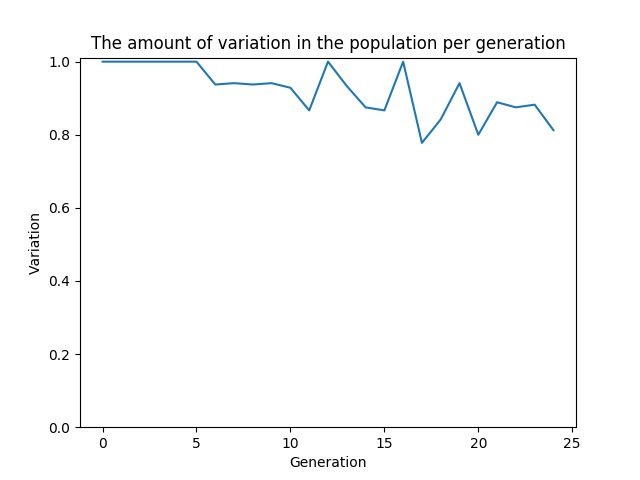 The amount of variation in the population per generation
1.0
0.8
0.6
0.4
0.2
0.0
Variation
0 5 10 15 20 25
Generation